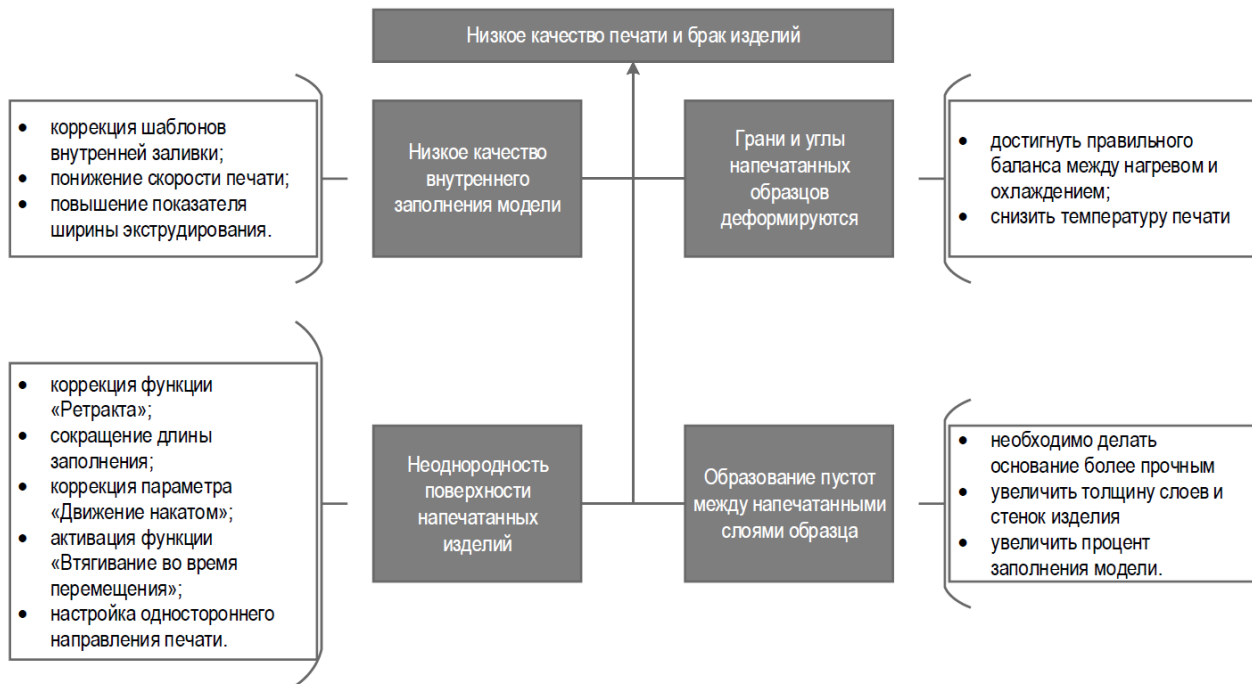 Низкое качество печати и брак изделий
• коррекция шаблонов
внутренней заливки;
• понижение скорости печати;
• повышение показателя
ширины экструдирования.
Низкое качество
внутреннего
заполнения модели
Грани и углы
напечатанных
образцов
деформируются
• достигнуть правильного
баланса между нагревом и
охлаждением;
• снизить температуру печати
• коррекция функции
«Ретракта»;
• сокращение длины
заполнения;
• коррекция параметра
«Движение накатом»;
• активация функции
«Втягивание во время
перемещения»;
• настройка одностороннего
направления печати.
Неоднородность
поверхности
напечатанных
изделий
Образование пустот
между напечатанными
слоями образца
• необходимо делать
основание более прочным
• увеличить толщину слоев и
стенок изделия
• увеличить процент
заполнения модели.